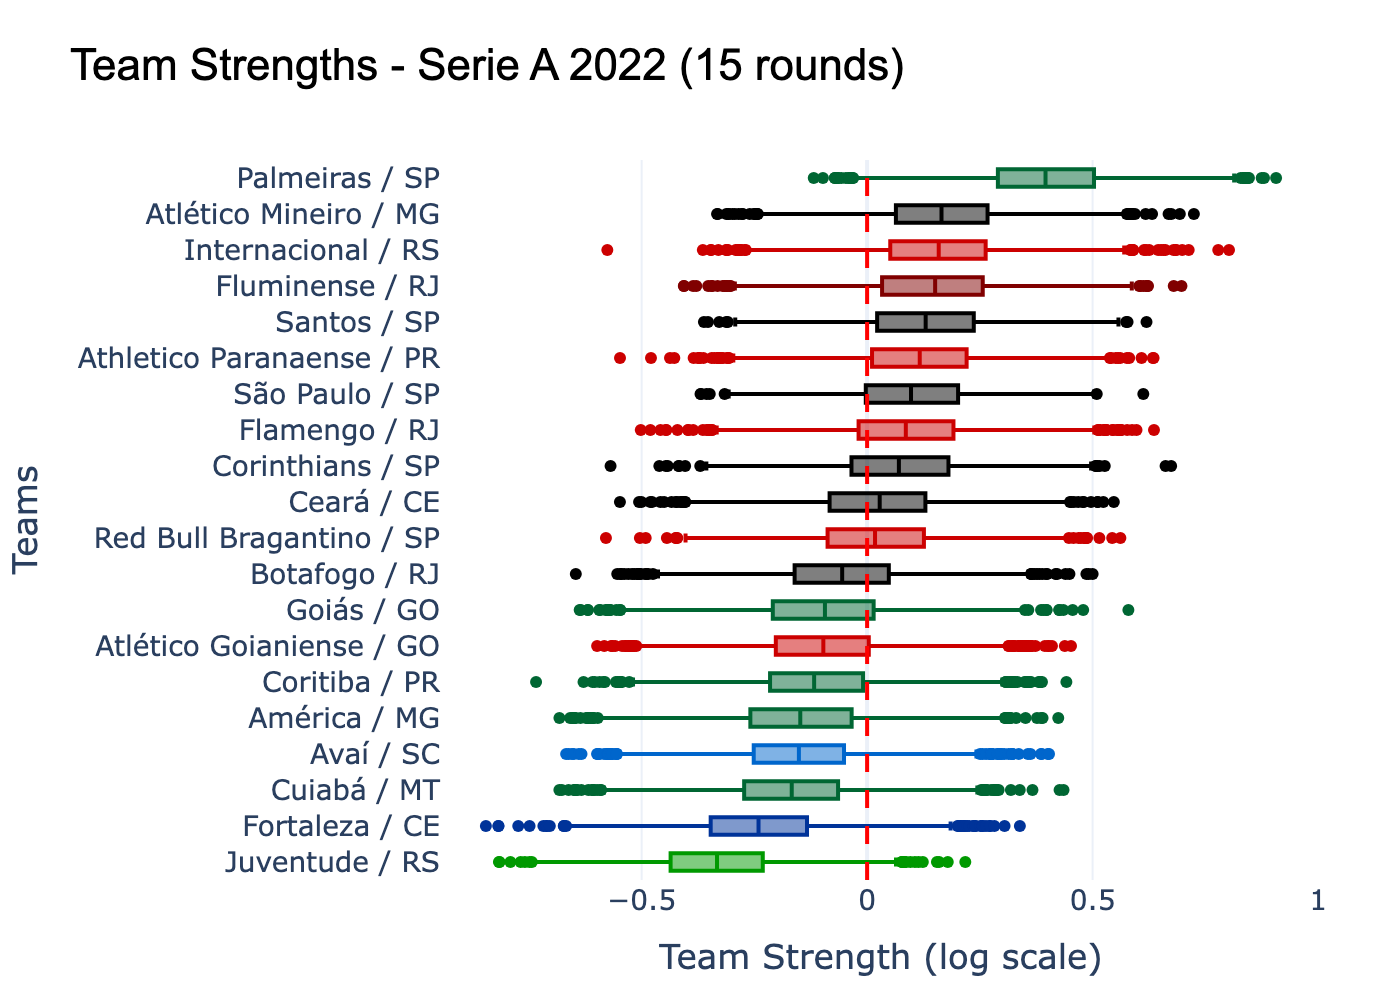 Team Strengths - Serie A 2022 (15 rounds)
Palmeiras / SP
Atlético Mineiro / MG
Internacional / RS
Fluminense / RJ
Santos / SP
Athletico Paranaense / PR
São Paulo / SP
Flamengo / RJ
Corinthians / SP
Ceará / CE
Red Bull Bragantino / SP
Botafogo / RJ
Goiás / GO
Atlético Goianiense / GO
Coritiba / PR
América / MG
Avaí / SC
Cuiabá / MT
Fortaleza / CE
Juventude / RS
Teams
−0.5 0 0.5 1
Team Strength (log scale)